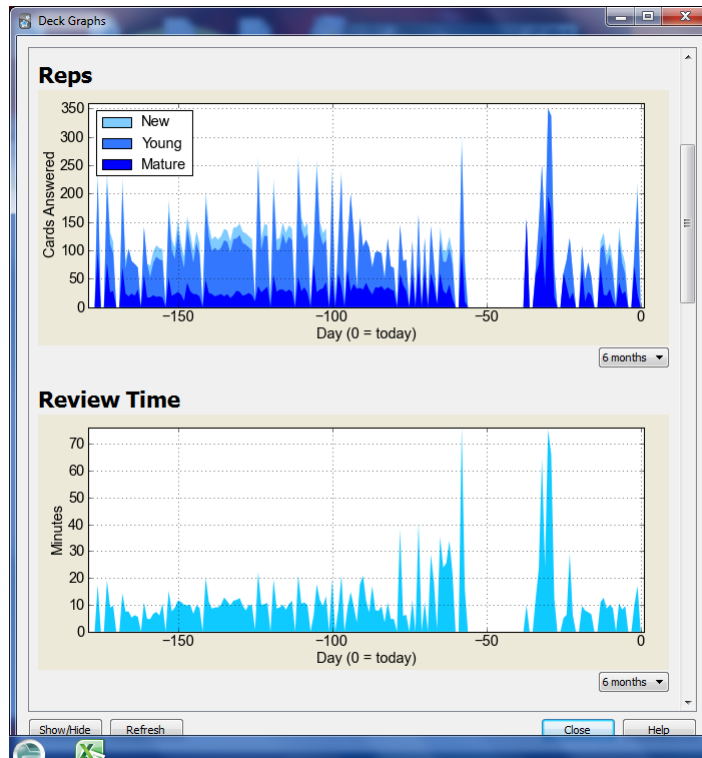 Deck Graphs
Reps
350
300
250
200
150
100
50
0
Cards Answered
New
Young
Mature
−150
−100
−50
0
Day (0 = today)
6 months
Review Time
70
60
50
40
30
20
10
0
Minutes
−150
−100
−50
0
Day (0 = today)
6 months
Show/Hide
Refresh
Close
Help